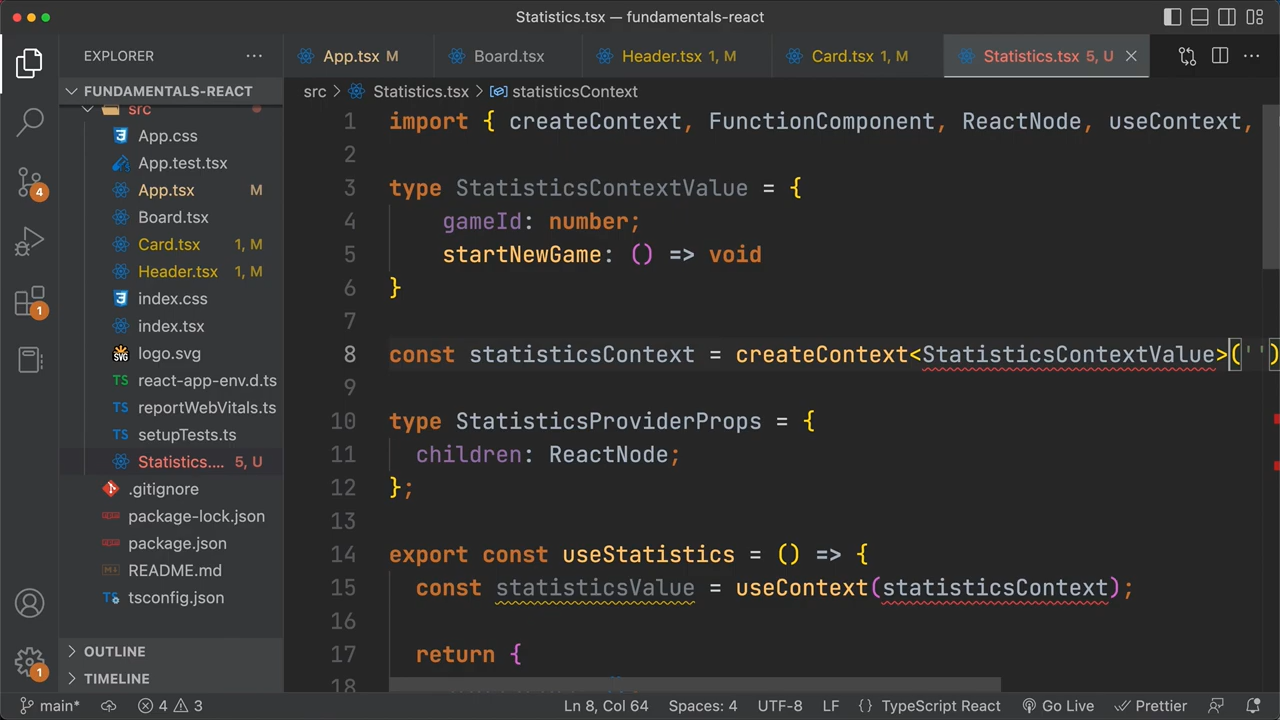 Statistics.tsx — fundamentals-react
EXPLORER
App.tsx M
Board.tsx
Header.tsx 1, M
Card.tsx 1, M
Statistics.tsx 5, U
FUNDAMENTALS-REACT
src
App.css
App.test.tsx
App.tsx M
Board.tsx
Card.tsx 1, M
Header.tsx 1, M
index.css
index.tsx
logo.svg
react-app-env.d.ts
reportWebVitals.ts
setupTests.ts
Statistics.... 5, U
.gitignore
package-lock.json
package.json
README.md
tsconfig.json
OUTLINE
TIMELINE
4
1
1
src > Statistics.tsx > statisticsContext
1 import { createContext, FunctionComponent, ReactNode, useContext,
2
3 type StatisticsContextValue = {
4 gameId: number;
5 startNewGame: () => void
6 }
7
8 const statisticsContext = createContext<StatisticsContextValue>('')
9
10 type StatisticsProviderProps = {
11 children: ReactNode;
12 };
13
14 export const useStatistics = () => {
15 const statisticsValue = useContext(statisticsContext);
16
17 return {
18
main* 4 3 Ln 8, Col 64 Spaces: 4 UTF-8 LF {} TypeScript React Go Live Prettier